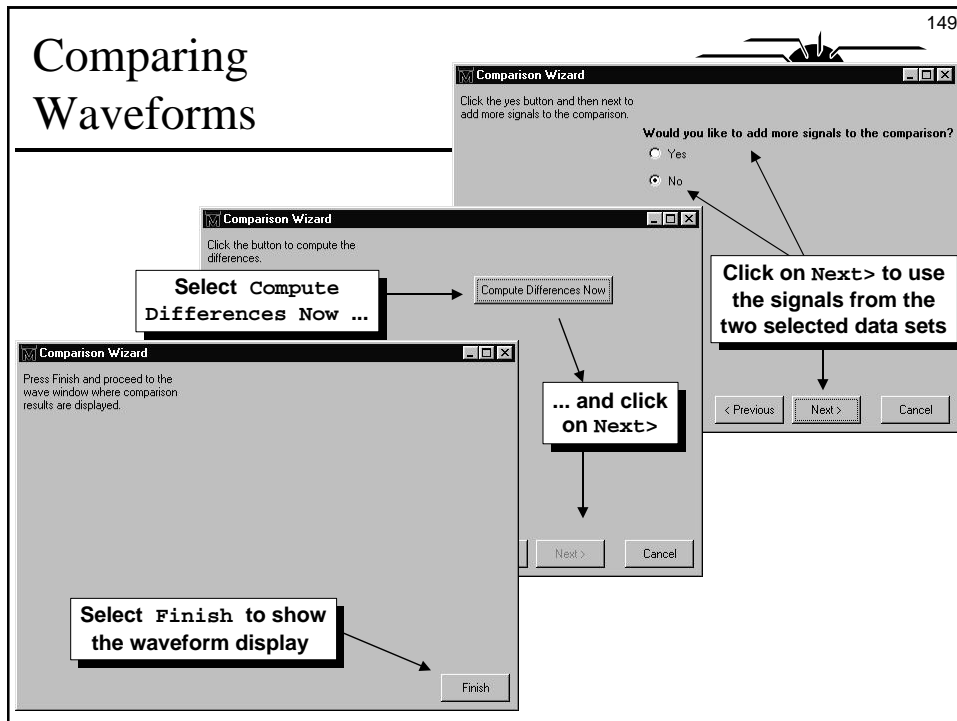 149
Comparing
Waveforms
Comparison Wizard
Click the yes button and then next to
add more signals to the comparison.
Would you like to add more signals to the comparison?
Yes
No
Click on Next> to use
the signals from the
two selected data sets
< Previous
Next >
Cancel
Comparison Wizard
Click the button to compute the
differences.
Select Compute
Differences Now ...
Compute Differences Now
... and click
on Next>
Next >
Cancel
Comparison Wizard
Press Finish and proceed to the
wave window where comparison
results are displayed.
Select Finish to show
the waveform display
Finish